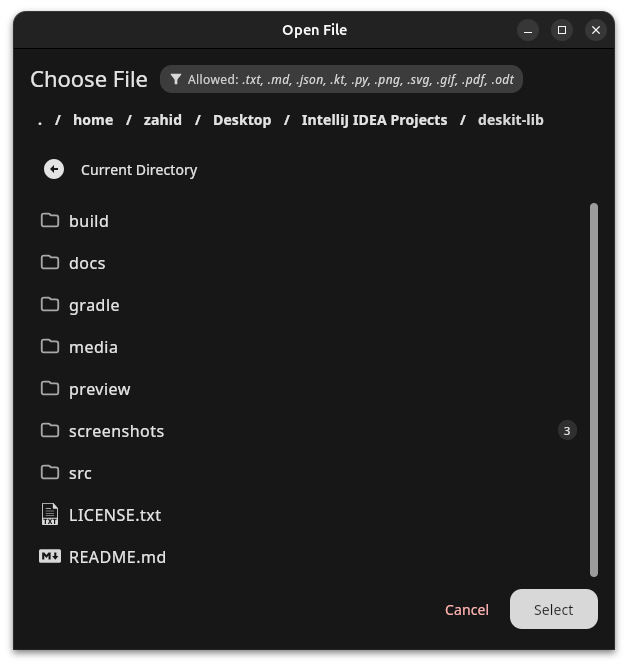 Open File
Choose File Allowed: .txt, .md, .json, .kt, .py, .png, .svg, .gif, .pdf, .odt
. / home / zahid / Desktop / IntelliJ IDEA Projects / deskit-lib
Current Directory
build
docs
gradle
media
preview
screenshots 3
src
TXT LICENSE.txt
M README.md
Cancel Select